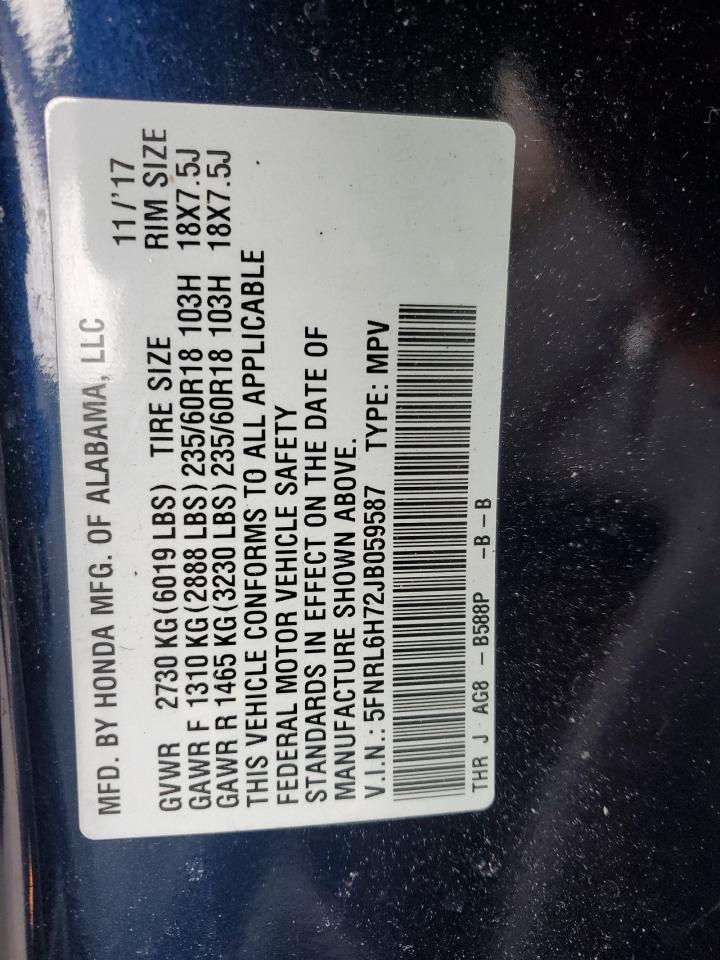 MFD. BY HONDA MFG. OF ALABAMA, LLC 11/'17
GVWR 2730 KG(6019 LBS) TIRE SIZE RIM SIZE
GAWR F 1310 KG(2888 LBS) 235/60R18 103H 18X7.5J
GAWR R 1465 KG(3230 LBS) 235/60R18 103H 18X7.5J
THIS VEHICLE CONFORMS TO ALL APPLICABLE
FEDERAL MOTOR VEHICLE SAFETY
STANDARDS IN EFFECT ON THE DATE OF
MANUFACTURE SHOWN ABOVE.
V.I.N.: 5FNRL6H72JB059587 TYPE: MPV
THR J AG8 - B588P -B-B